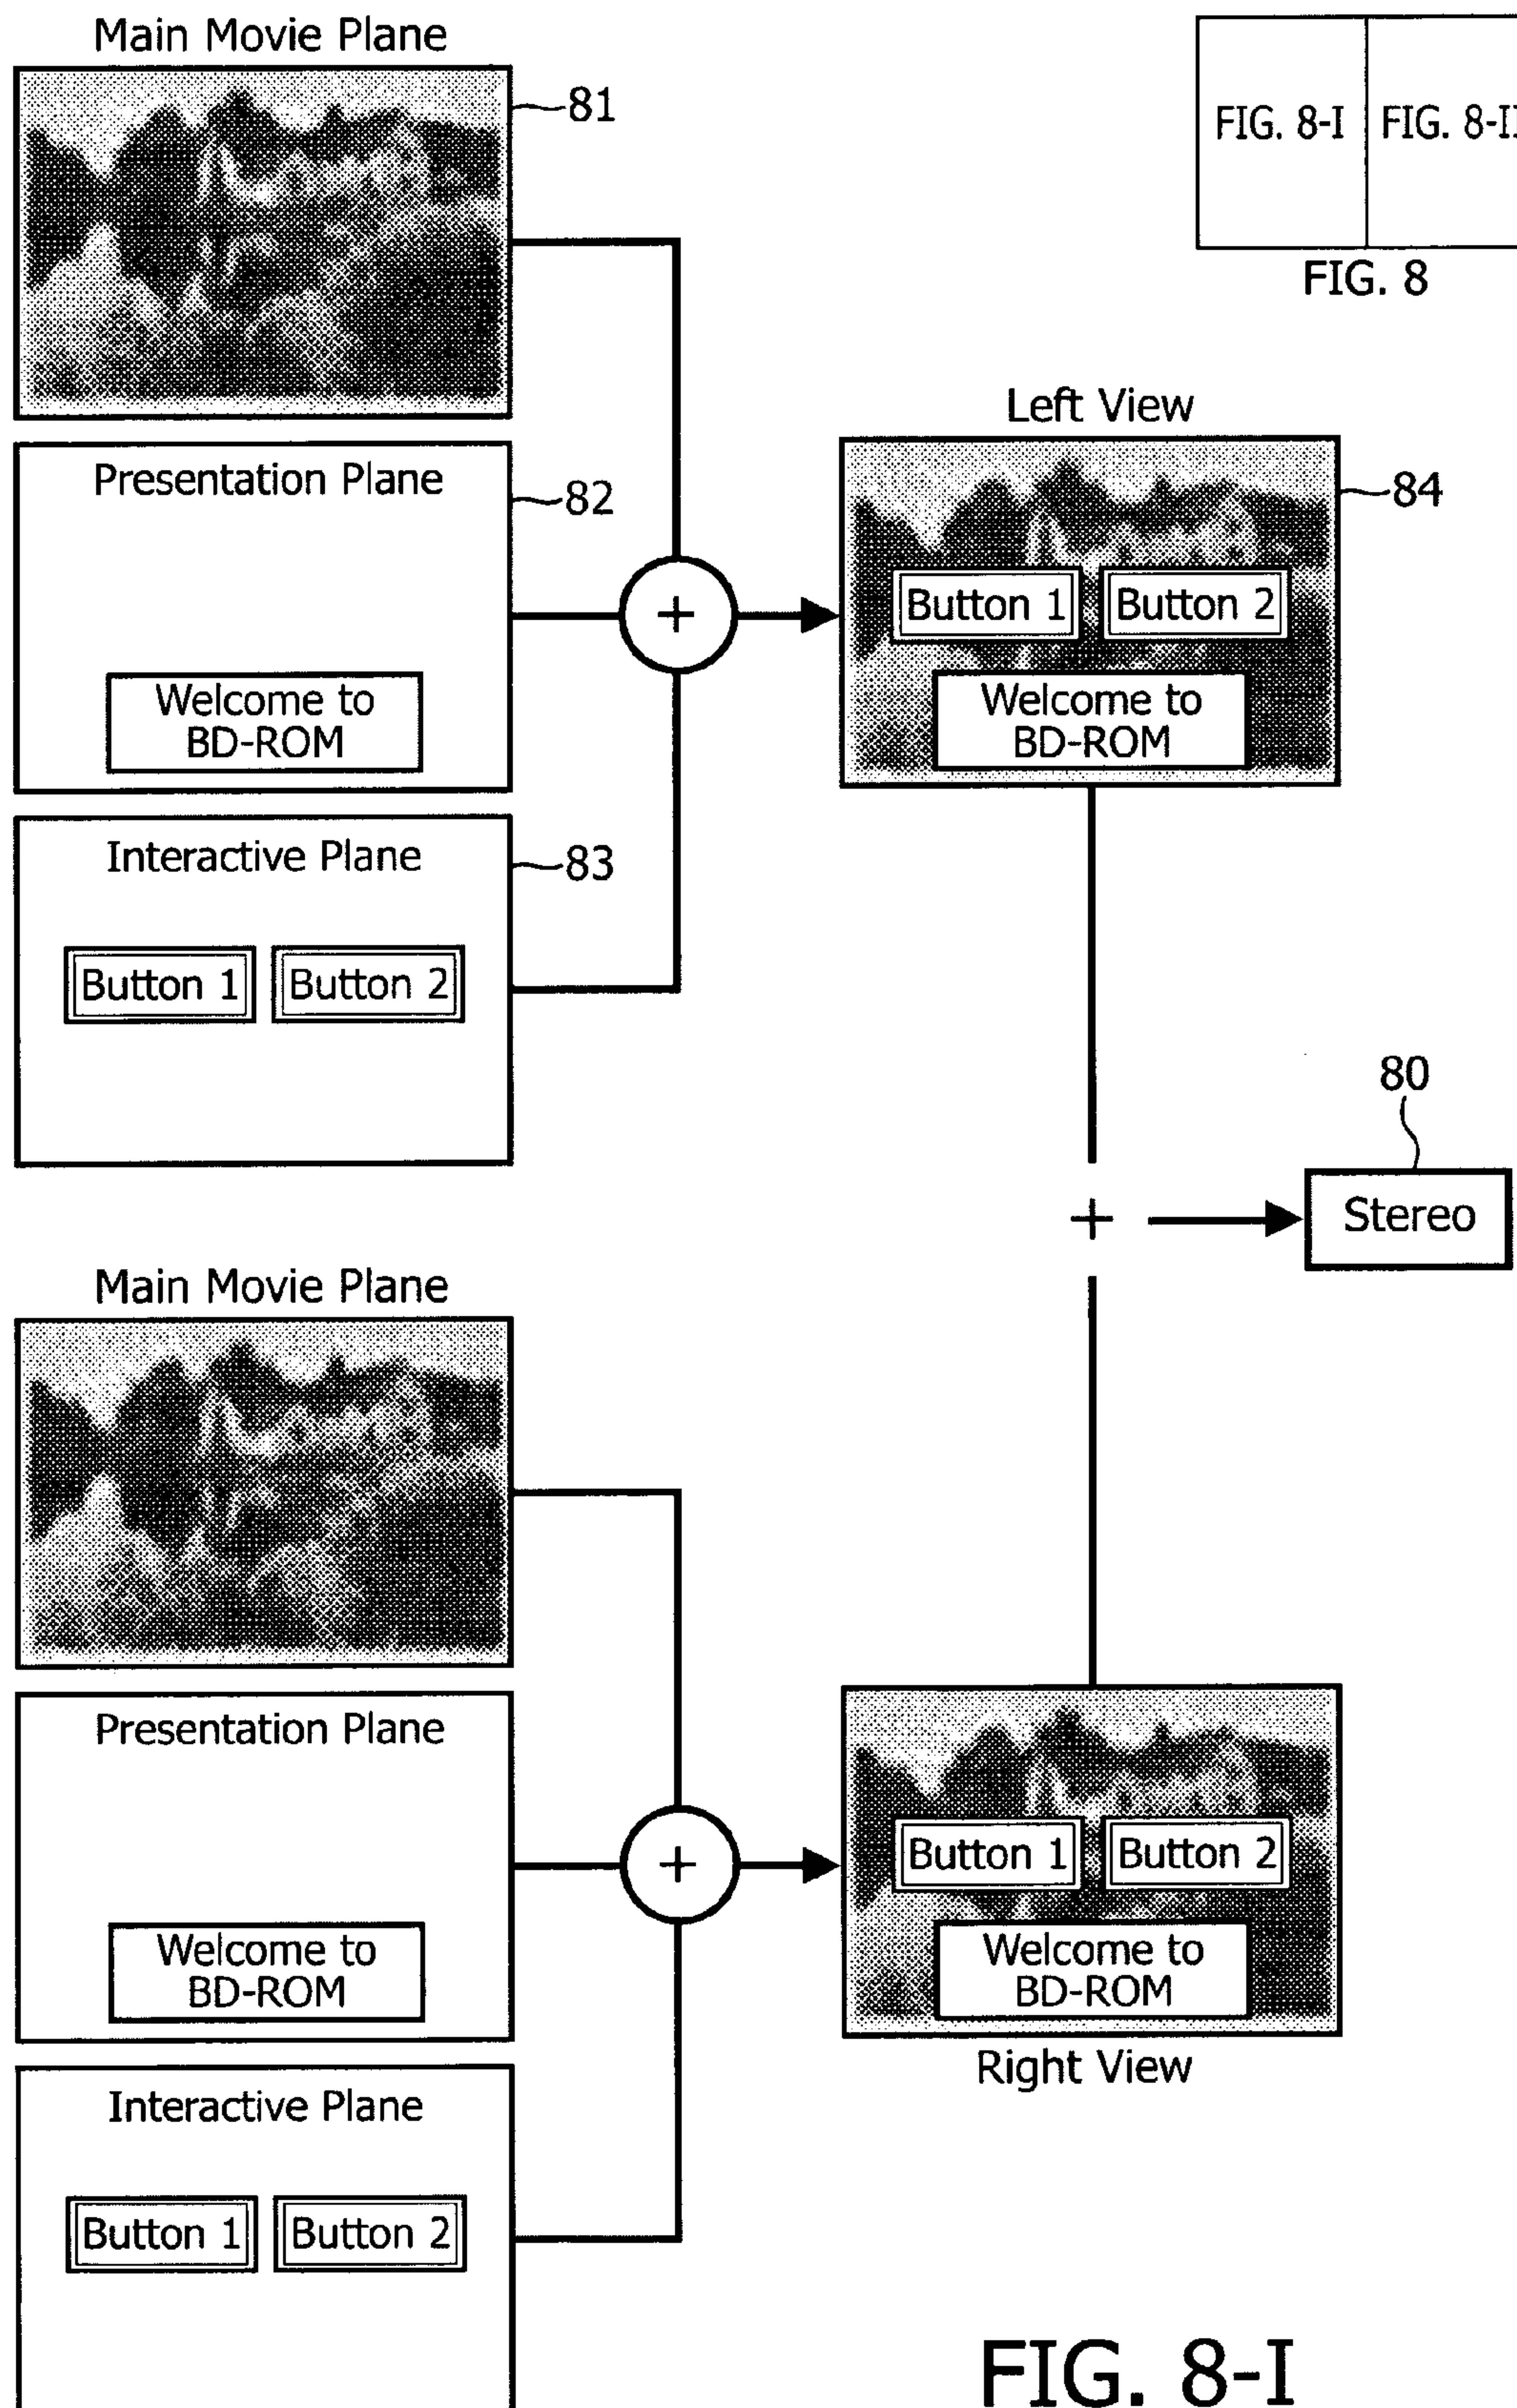 Main Movie Plane
81
FIG. 8-I
FIG. 8-II
FIG. 8
Presentation Plane
82
Welcome to
BD-ROM
Interactive Plane
83
Button 1
Button 2
+
Left View
84
Button 1
Button 2
Welcome to
BD-ROM
80
+
Stereo
Main Movie Plane
Presentation Plane
Welcome to
BD-ROM
Interactive Plane
Button 1
Button 2
+
Button 1
Button 2
Welcome to
BD-ROM
Right View
FIG. 8-I